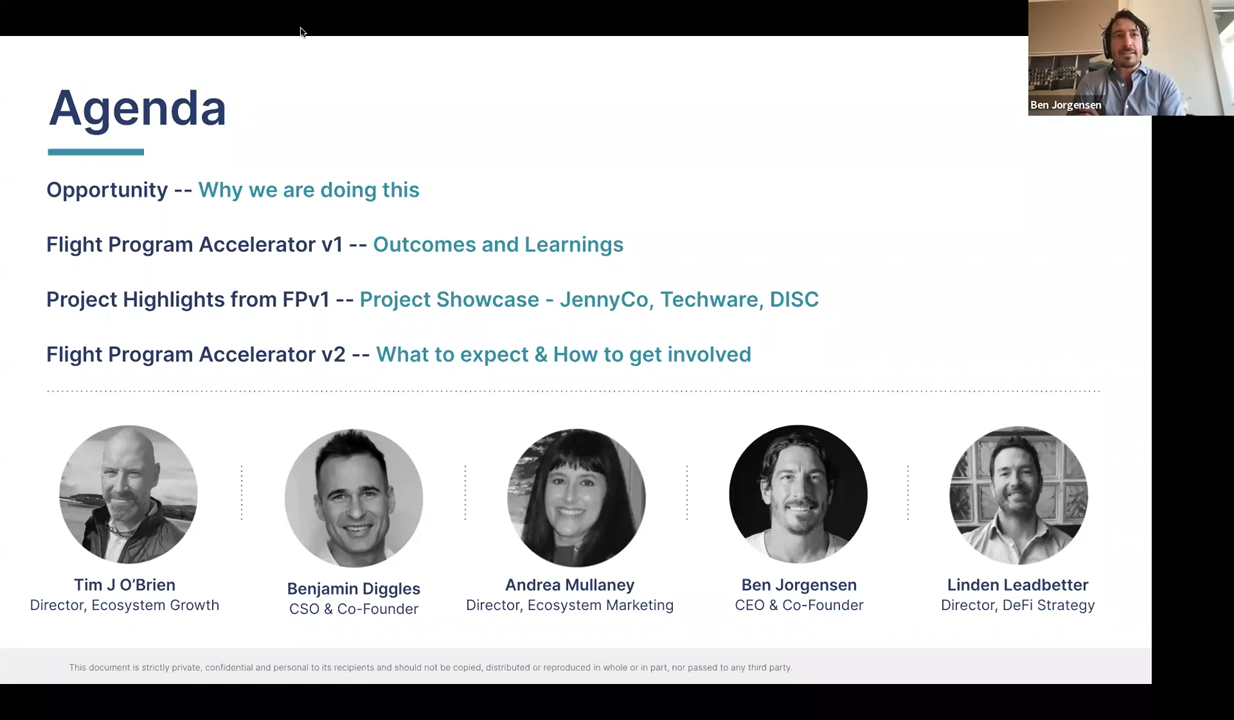 Ben Jorgensen
Agenda
Opportunity -- Why we are doing this
Flight Program Accelerator v1 -- Outcomes and Learnings
Project Highlights from FPv1 -- Project Showcase - JennyCo, Techware, DISC
Flight Program Accelerator v2 -- What to expect & How to get involved
Tim J O’Brien
Director, Ecosystem Growth
Benjamin Diggles
CSO & Co-Founder
Andrea Mullaney
Director, Ecosystem Marketing
Ben Jorgensen
CEO & Co-Founder
Linden Leadbetter
Director, DeFi Strategy
This document is strictly private, confidential and personal to its recipients and should not be copied, distributed or reproduced in whole or in part, nor passed to any third party.